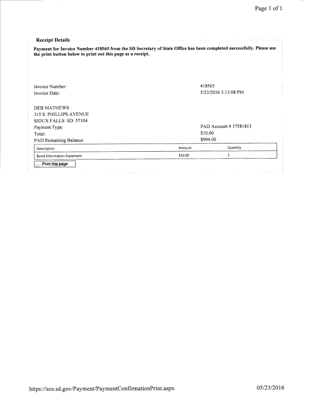 Page 1 of 1
Receipt Details
Payment for Invoice Number 418565 from the SD Secretary of State Office has been completed successfully. Please use
the print button below to print out this page as a receipt.
Invoice Number: 418565
Invoice Date: 5/23/2016 3:13:08 PM
DEB MATHEWS
315 S. PHILLIPS AVENUE
SIOUX FALLS SD 57104
Payment Type: PAD Account # 17581813
Total: $10.00
PAD Remaining Balance: $994.00
Description Amount Quantity
Bond Information Statement $10.00 1
Print this page
https://sos.sd.gov/Payment/PaymentConfirmationPrint.aspx 05/23/2016